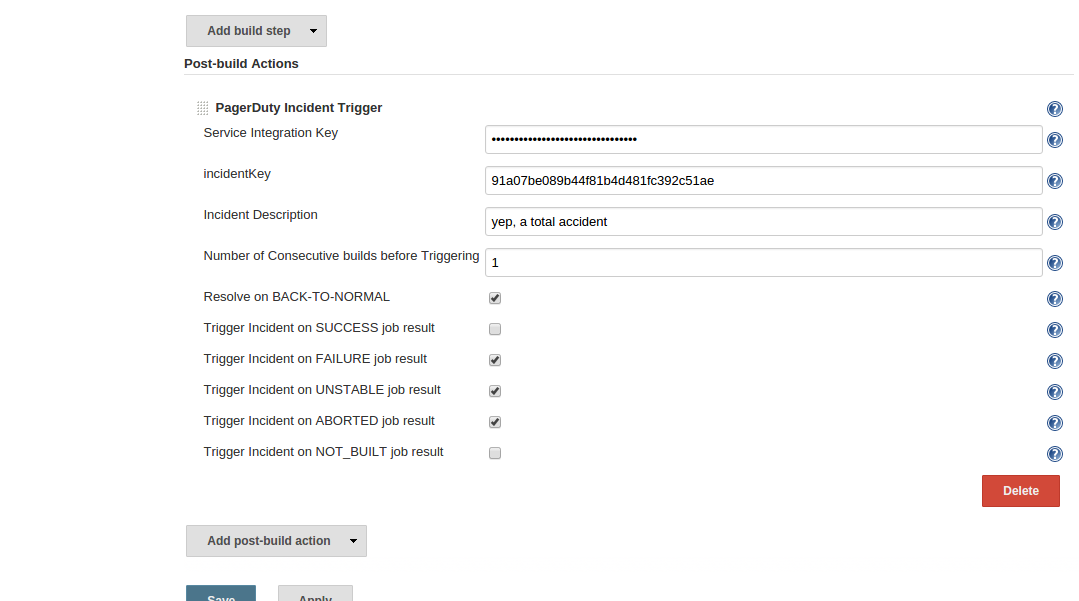 Add build step
Post-build Actions
PagerDuty Incident Trigger
Service Integration Key
••••••••••••••••••••••••••••••••
incidentKey
91a07be089b44f81b4d481fc392c51ae
Incident Description
yep, a total accident
Number of Consecutive builds before Triggering
1
Resolve on BACK-TO-NORMAL
Trigger Incident on SUCCESS job result
Trigger Incident on FAILURE job result
Trigger Incident on UNSTABLE job result
Trigger Incident on ABORTED job result
Trigger Incident on NOT_BUILT job result
Delete
Add post-build action
Save Apply